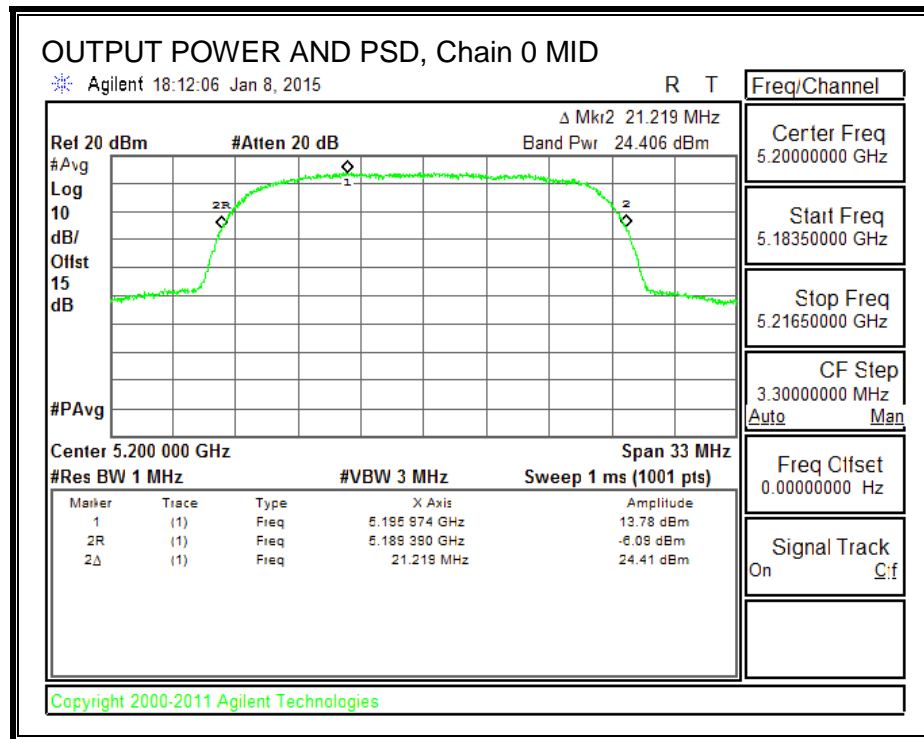 OUTPUT POWER AND PSD, Chain 0 MID
Agilent 18:12:06 Jan 8, 2015 R T
Freq/Channel
Δ Mkr2 21.219 MHz
Ref 20 dBm #Atten 20 dB Band Pwr 24.406 dBm
#Avg
Log
10
dB/
Offst
15
dB
#PAvg
1
2R
2
Center 5.200 000 GHz Span 33 MHz
#Res BW 1 MHz #VBW 3 MHz Sweep 1 ms (1001 pts)
Marker Trace Type X Axis Amplitude
1 (1) Freq 5.195 974 GHz 13.78 dBm
2R (1) Freq 5.189 390 GHz -6.09 dBm
2Δ (1) Freq 21.219 MHz 24.41 dBm
Center Freq
5.20000000 GHz
Start Freq
5.18350000 GHz
Stop Freq
5.21650000 GHz
CF Step
3.30000000 MHz
Auto Man
Freq Offset
0.00000000 Hz
Signal Track
On Off
Copyright 2000-2011 Agilent Technologies